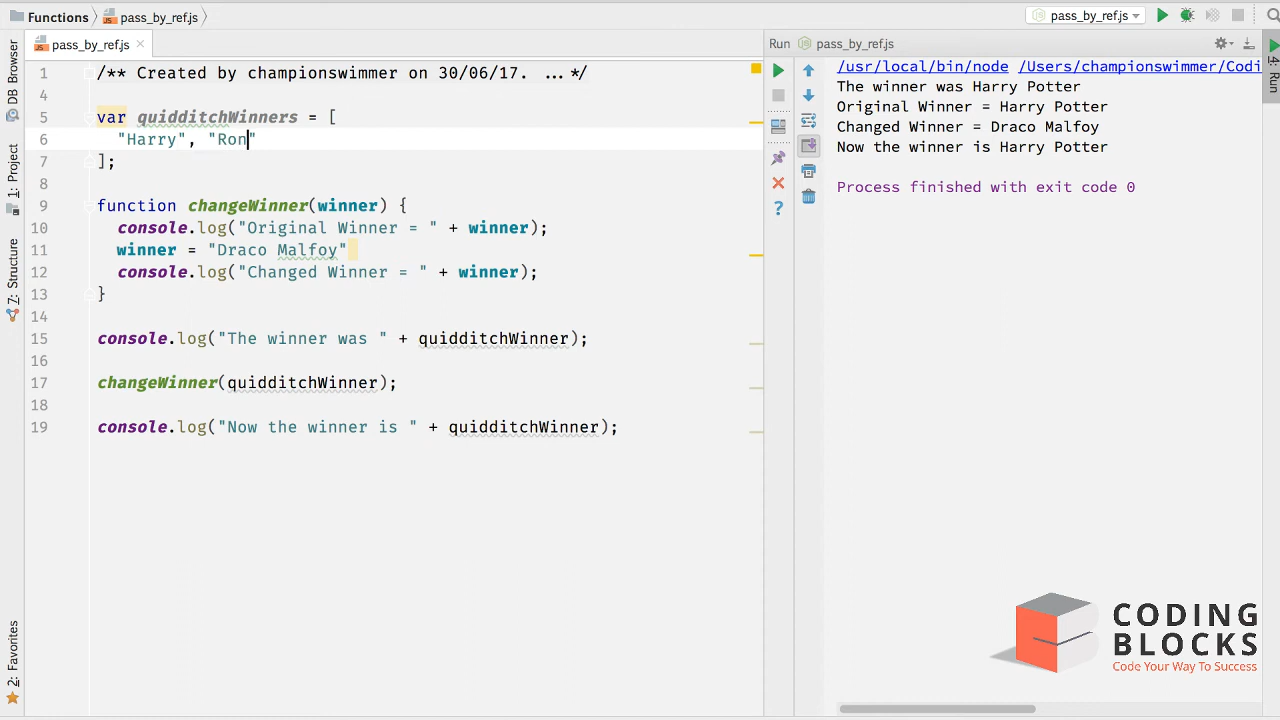 Functions
pass_by_ref.js
pass_by_ref.js
pass_by_ref.js
Run
pass_by_ref.js
DB Browser
1: Project
7: Structure
2: Favorites
4: Run
1 /** Created by championswimmer on 30/06/17. ...*/
4
5 var quidditchWinners = [
6 "Harry", "Ron"
7 ];
8
9 function changeWinner(winner) {
10 console.log("Original Winner = " + winner);
11 winner = "Draco Malfoy"
12 console.log("Changed Winner = " + winner);
13 }
14
15 console.log("The winner was " + quidditchWinner);
16
17 changeWinner(quidditchWinner);
18
19 console.log("Now the winner is " + quidditchWinner);
/usr/local/bin/node /Users/championswimmer/Codi
The winner was Harry Potter
Original Winner = Harry Potter
Changed Winner = Draco Malfoy
Now the winner is Harry Potter
Process finished with exit code 0
CODING
BLOCKS
Code Your Way To Success